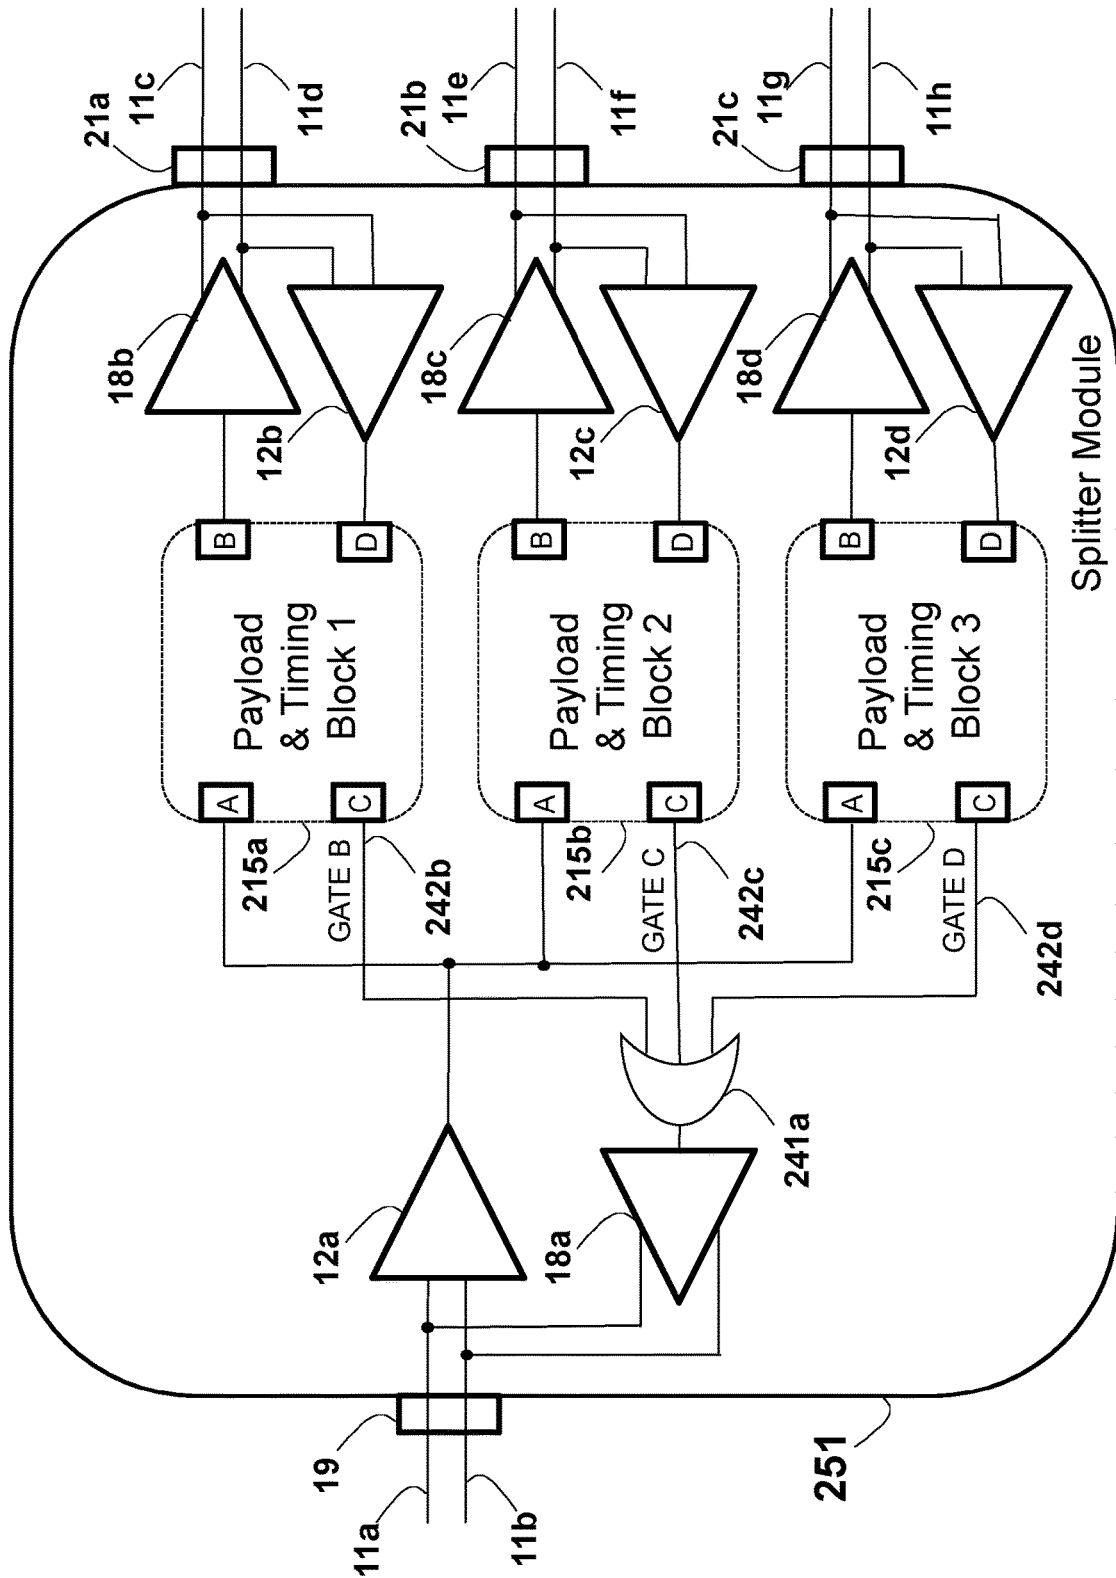 11a
11b
19
251
12a
18a
241a
215a
GATE B
242b
215b
GATE C
242c
215c
GATE D
242d
A
C
Payload
& Timing
Block 1
B
D
A
C
Payload
& Timing
Block 2
B
D
A
C
Payload
& Timing
Block 3
B
D
18b
12b
18c
12c
18d
12d
Splitter Module
21a
11c
11d
21b
11e
11f
21c
11g
11h